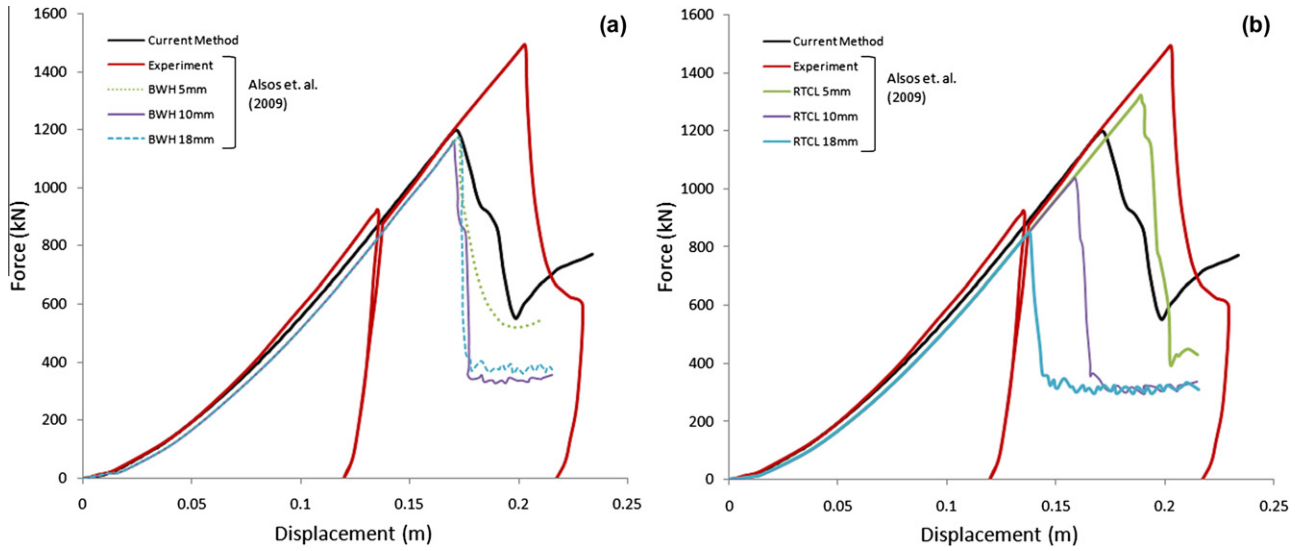 (a)
Force (kN)
1600
1400
1200
1000
800
600
400
200
0
Current Method
Experiment
BWH 5mm
BWH 10mm
BWH 18mm
Alsos et. al.
(2009)
0 0.05 0.1 0.15 0.2 0.25
Displacement (m)
(b)
Force (kN)
1600
1400
1200
1000
800
600
400
200
0
Current Method
Experiment
RTCL 5mm
RTCL 10mm
RTCL 18mm
Alsos et. al.
(2009)
0 0.05 0.1 0.15 0.2 0.25
Displacement (m)